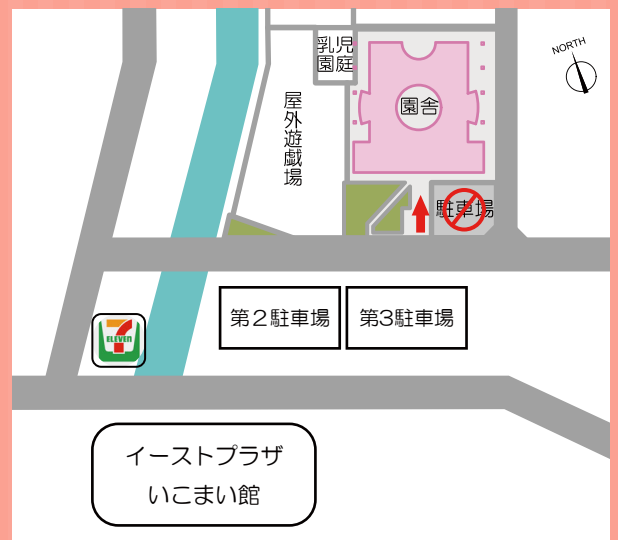 乳児
園庭
園舎
NORTH
屋外遊戯場
駐車場
第2駐車場
第3駐車場
7
ELEVEN
イーストプラザ
いこまい館